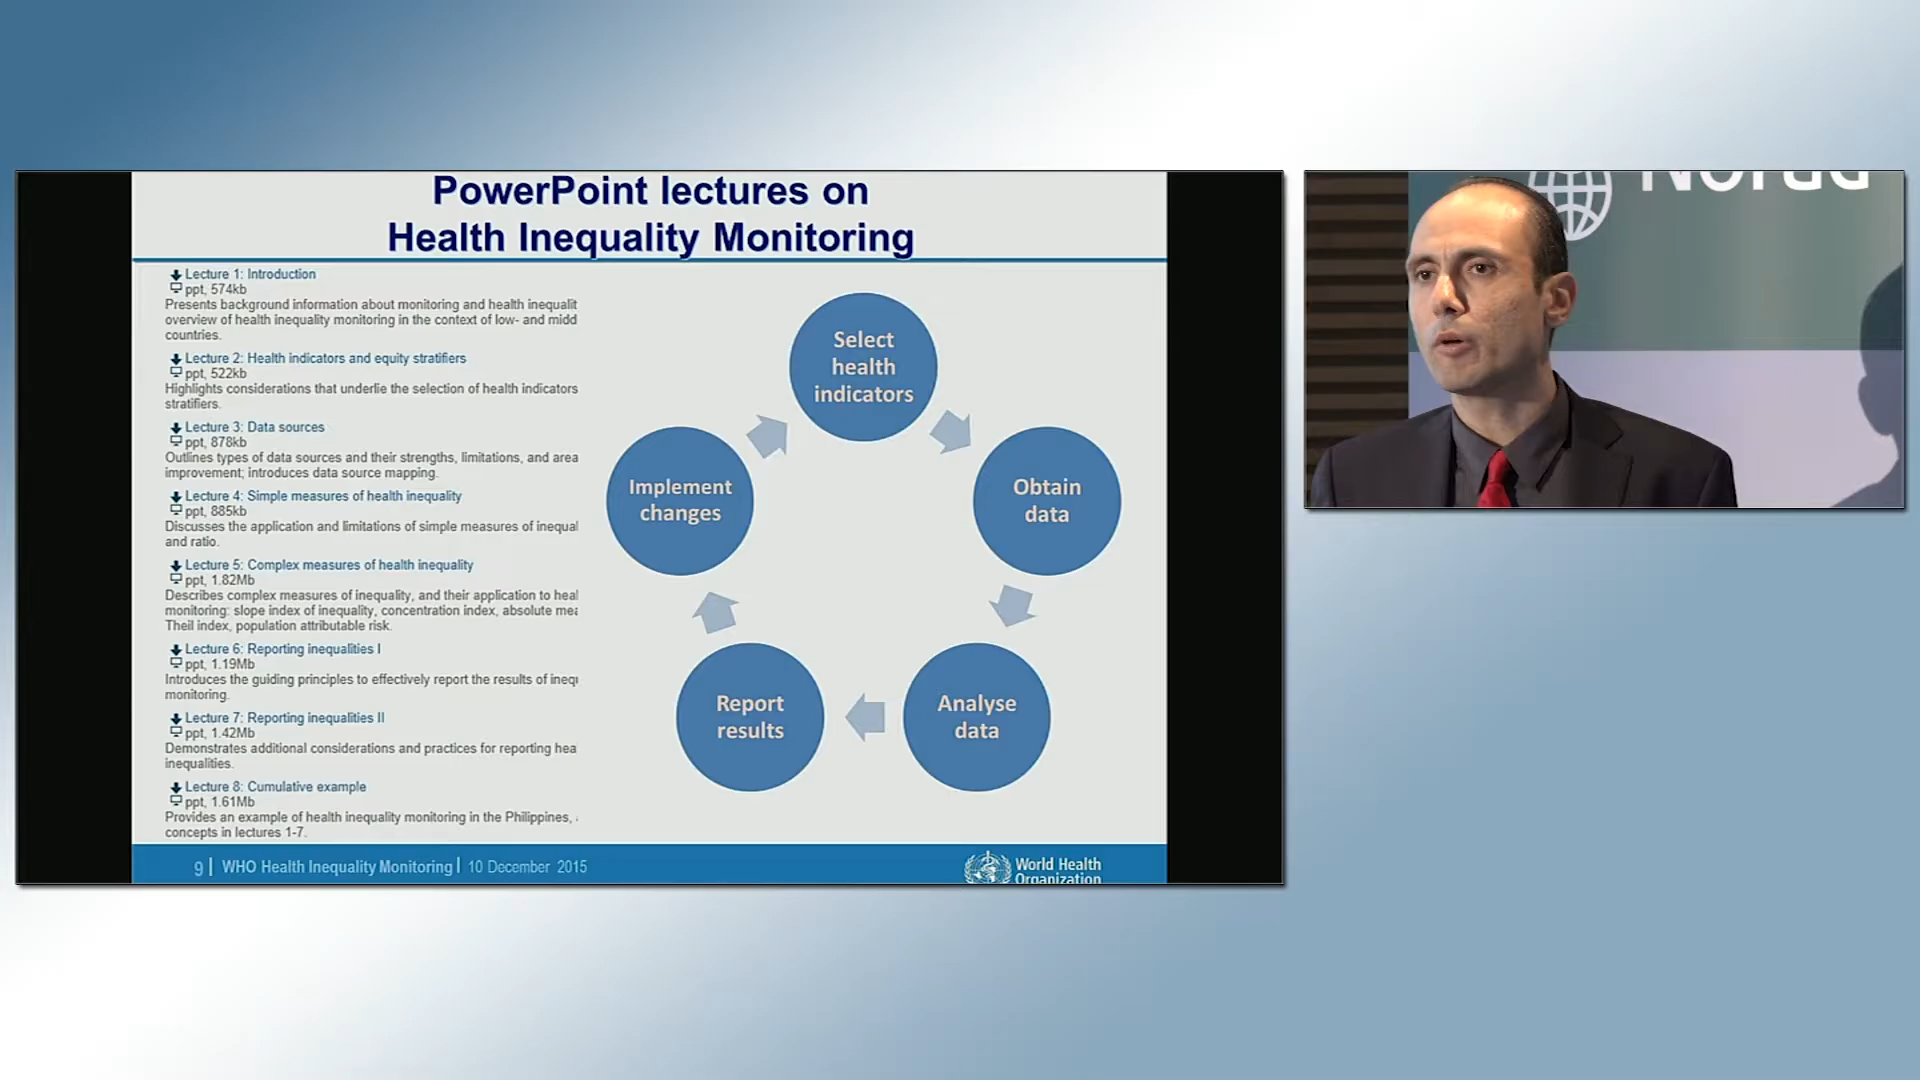 PowerPoint lectures on
Health Inequality Monitoring
Lecture 1: Introduction
ppt, 574kb
Presents background information about monitoring and health inequalit
overview of health inequality monitoring in the context of low- and midd
countries.
Lecture 2: Health indicators and equity stratifiers
ppt, 522kb
Highlights considerations that underlie the selection of health indicators
stratifiers.
Lecture 3: Data sources
ppt, 878kb
Outlines types of data sources and their strengths, limitations, and area
improvement; introduces data source mapping.
Lecture 4: Simple measures of health inequality
ppt, 885kb
Discusses the application and limitations of simple measures of inequal
and ratio.
Lecture 5: Complex measures of health inequality
ppt, 1.82Mb
Describes complex measures of inequality, and their application to heal
monitoring: slope index of inequality, concentration index, absolute mea
Theil index, population attributable risk.
Lecture 6: Reporting inequalities I
ppt, 1.19Mb
Introduces the guiding principles to effectively report the results of inequ
monitoring.
Lecture 7: Reporting inequalities II
ppt, 1.42Mb
Demonstrates additional considerations and practices for reporting hea
inequalities.
Lecture 8: Cumulative example
ppt, 1.61Mb
Provides an example of health inequality monitoring in the Philippines,
concepts in lectures 1-7.
Select
health
indicators
Obtain
data
Analyse
data
Report
results
Implement
changes
9| WHO Health Inequality Monitoring | 10 December 2015
World Health
Organization